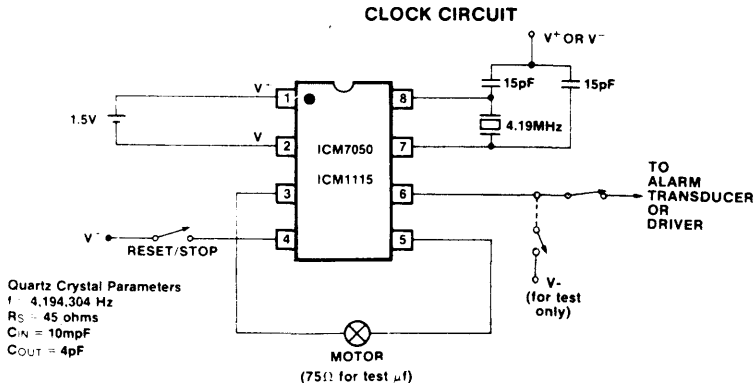 CLOCK CIRCUIT
V+ OR V-
15pF
15pF
V-
1
8
1.5V
4.19MHz
V
2
7
ICM7050
ICM1115
3
6
TO
ALARM
TRANSDUCER
OR
DRIVER
V-
4
5
RESET/STOP
V-
(for test
only)
Quartz Crystal Parameters
f = 4,194,304 Hz
RS = 45 ohms
CIN = 10mpF
COUT = 4pF
MOTOR
(75Ω for test μf)